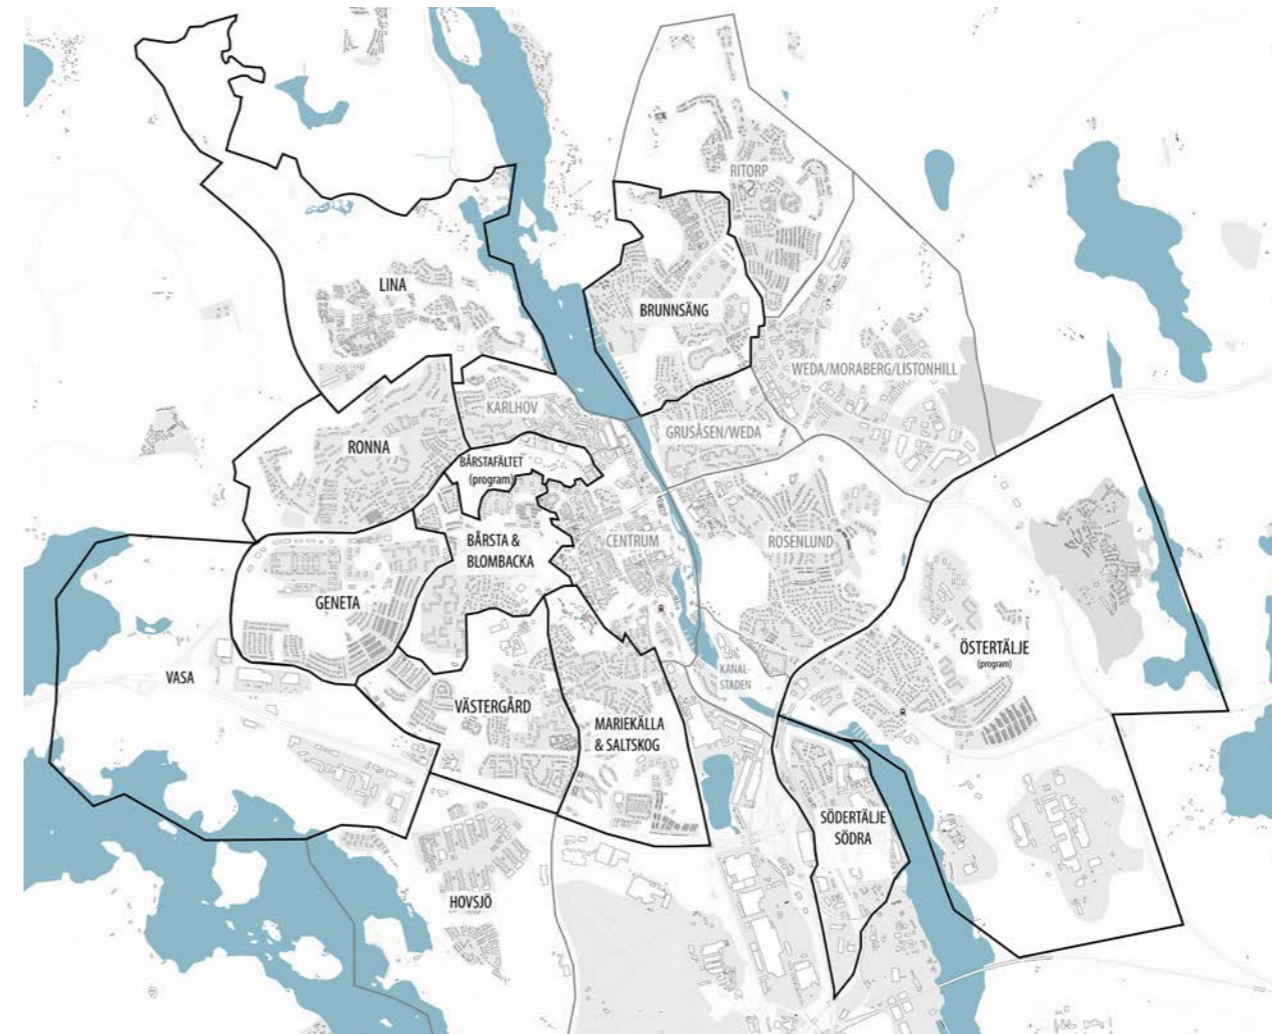 RITORP
LINA
BRUNNSÄNG
WEDA/MORABERG/LISTONHILL
KARLHOV
GRUSÅSEN/WEDA
RONNA
BÅRSTAFÄLTET
(program)
BÅRSTA &
BLOMBACKA
CENTRUM
ROSENLUND
GENETA
ÖSTERTÄLJE
(program)
VASA
KANAL-
STADEN
VÄSTERGÅRD
MARIEKÄLLA
& SALTSKOG
SÖDERTÄLJE
SÖDRA
HOVSJÖ